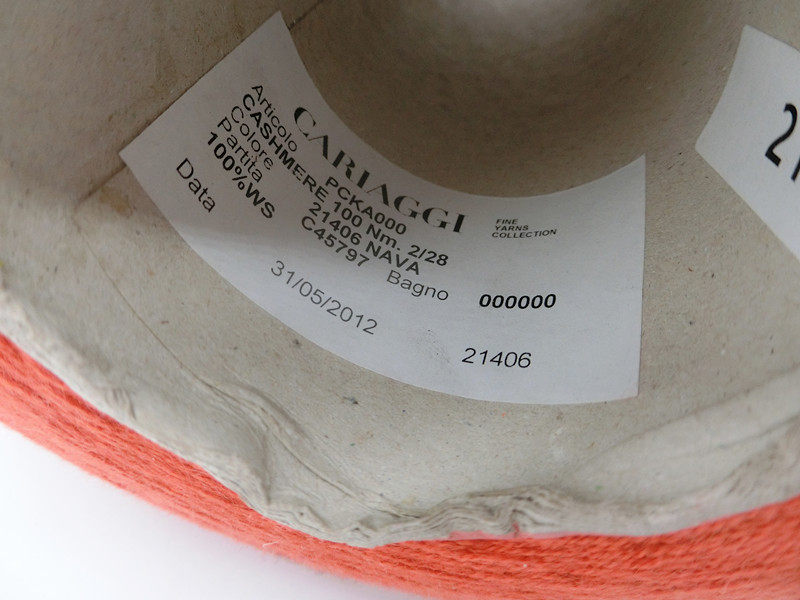 CARIAGGI
FINE
YARNS
COLLECTION
Articolo PCKA000
CASHMERE 100 Nm. 2/28
Colore 21406 NAVA
Partita C45797 Bagno 000000
100%WS
Data 31/05/2012 21406